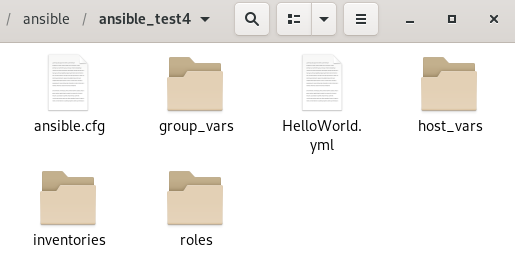 / ansible / ansible_test4
ansible.cfg group_vars HelloWorld. host_vars
yml
inventories roles